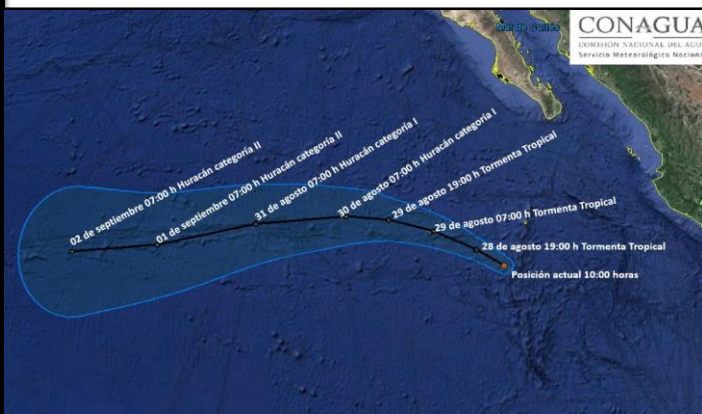 Mar de Cortés
CONAGUA
COMISIÓN NACIONAL DEL AGUA
Servicio Meteorológico Nacional
02 de septiembre 07:00 h Huracán categoría II
01 de septiembre 07:00 h Huracán categoría II
31 de agosto 07:00 h Huracán categoría I
30 de agosto 07:00 h Huracán categoría I
29 de agosto 19:00 h Tormenta Tropical
29 de agosto 07:00 h Tormenta Tropical
28 de agosto 19:00 h Tormenta Tropical
Posición actual 10:00 horas